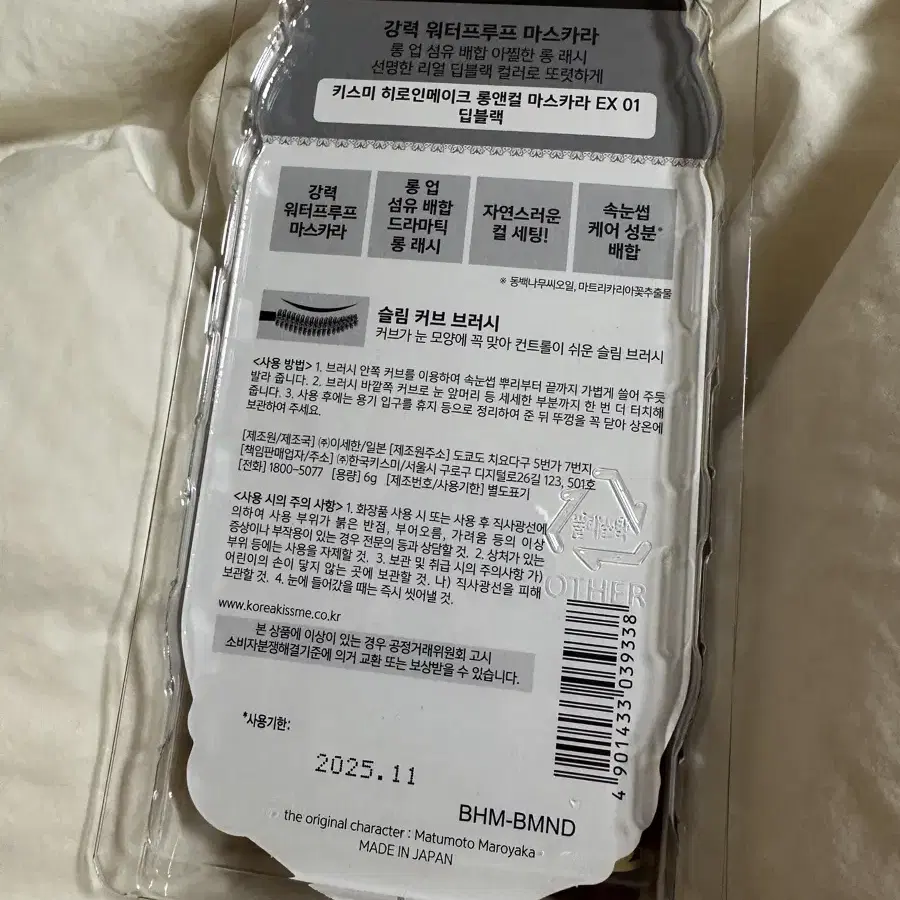 강력 워터프루프 마스카라
롱 업 섬유 배합 아찔한 롱 래시
선명한 리얼 딥블랙 컬러로 또렷하게
키스미 히로인메이크 롱앤컬 마스카라 EX 01
딥블랙
강력
워터프루프
마스카라
롱 업
섬유 배합
드라마틱
롱 래시
자연스러운
컬 세팅!
속눈썹
케어 성분*
배합
※ 동백나무씨오일, 마트리카리아꽃추출물
슬림 커브 브러시
커브가 눈 모양에 꼭 맞아 컨트롤이 쉬운 슬림 브러시
<사용 방법> 1. 브러시 안쪽 커브를 이용하여 속눈썹 뿌리부터 끝까지 가볍게 쓸어 주듯
발라 줍니다. 2. 브러시 바깥쪽 커브로 눈 앞머리 등 세세한 부분까지 한 번 더 터치해
줍니다. 3. 사용 후에는 용기 입구를 휴지 등으로 정리하여 준 뒤 뚜껑을 꼭 닫아 상온에
보관하여 주세요.
[제조원/제조국] ㈜이세한/일본 [제조원주소] 도쿄도 치요다구 5번가 7번지
[책임판매업자/주소] ㈜한국키스미/서울시 구로구 디지털로26길 123, 501호
[전화] 1800-5077 [용량] 6g [제조번호/사용기한] 별도표기
<사용 시의 주의 사항> 1. 화장품 사용 시 또는 사용 후 직사광선에
의하여 사용 부위가 붉은 반점, 부어오름, 가려움 등의 이상
증상이나 부작용이 있는 경우 전문의 등과 상담할 것. 2. 상처가 있는
부위 등에는 사용을 자제할 것. 3. 보관 및 취급 시의 주의사항 가)
어린이의 손이 닿지 않는 곳에 보관할 것. 나) 직사광선을 피해
보관할 것. 4. 눈에 들어갔을 때는 즉시 씻어낼 것.
플라스틱
OTHER
www.koreakissme.co.kr
본 상품에 이상이 있는 경우 공정거래위원회 고시
소비자분쟁해결기준에 의거 교환 또는 보상받을 수 있습니다.
4 901433 039338
*사용기한:
2025.11
BHM-BMND
the original character : Matumoto Maroyaka
MADE IN JAPAN